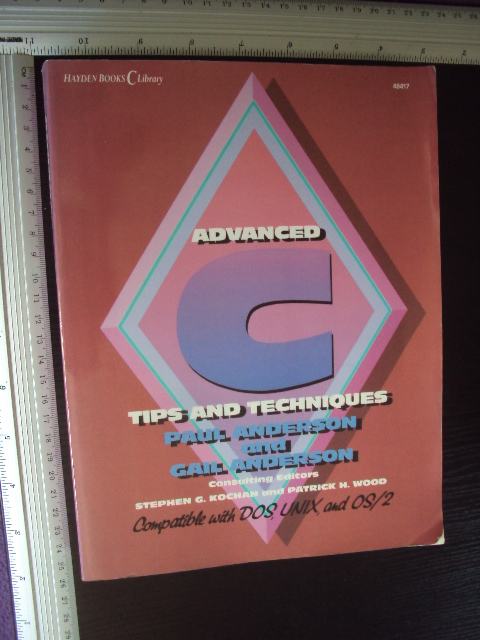 HAYDEN BOOKS C Library
48417
ADVANCED
C
TIPS AND TECHNIQUES
PAUL ANDERSON
and
GAIL ANDERSON
Consulting Editors
STEPHEN G. KOCHAN and PATRICK H. WOOD
Compatible with DOS, UNIX, and OS/2